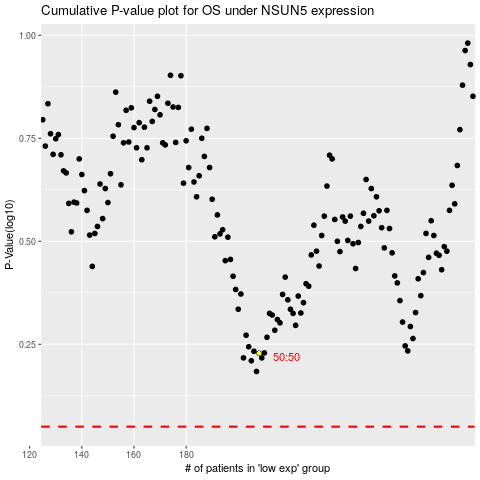 Cumulative P-value plot for OS under NSUN5 expression
1.00
0.75
0.50
0.25
P-Value(log10)
50:50
120 140 160 180
# of patients in 'low exp' group